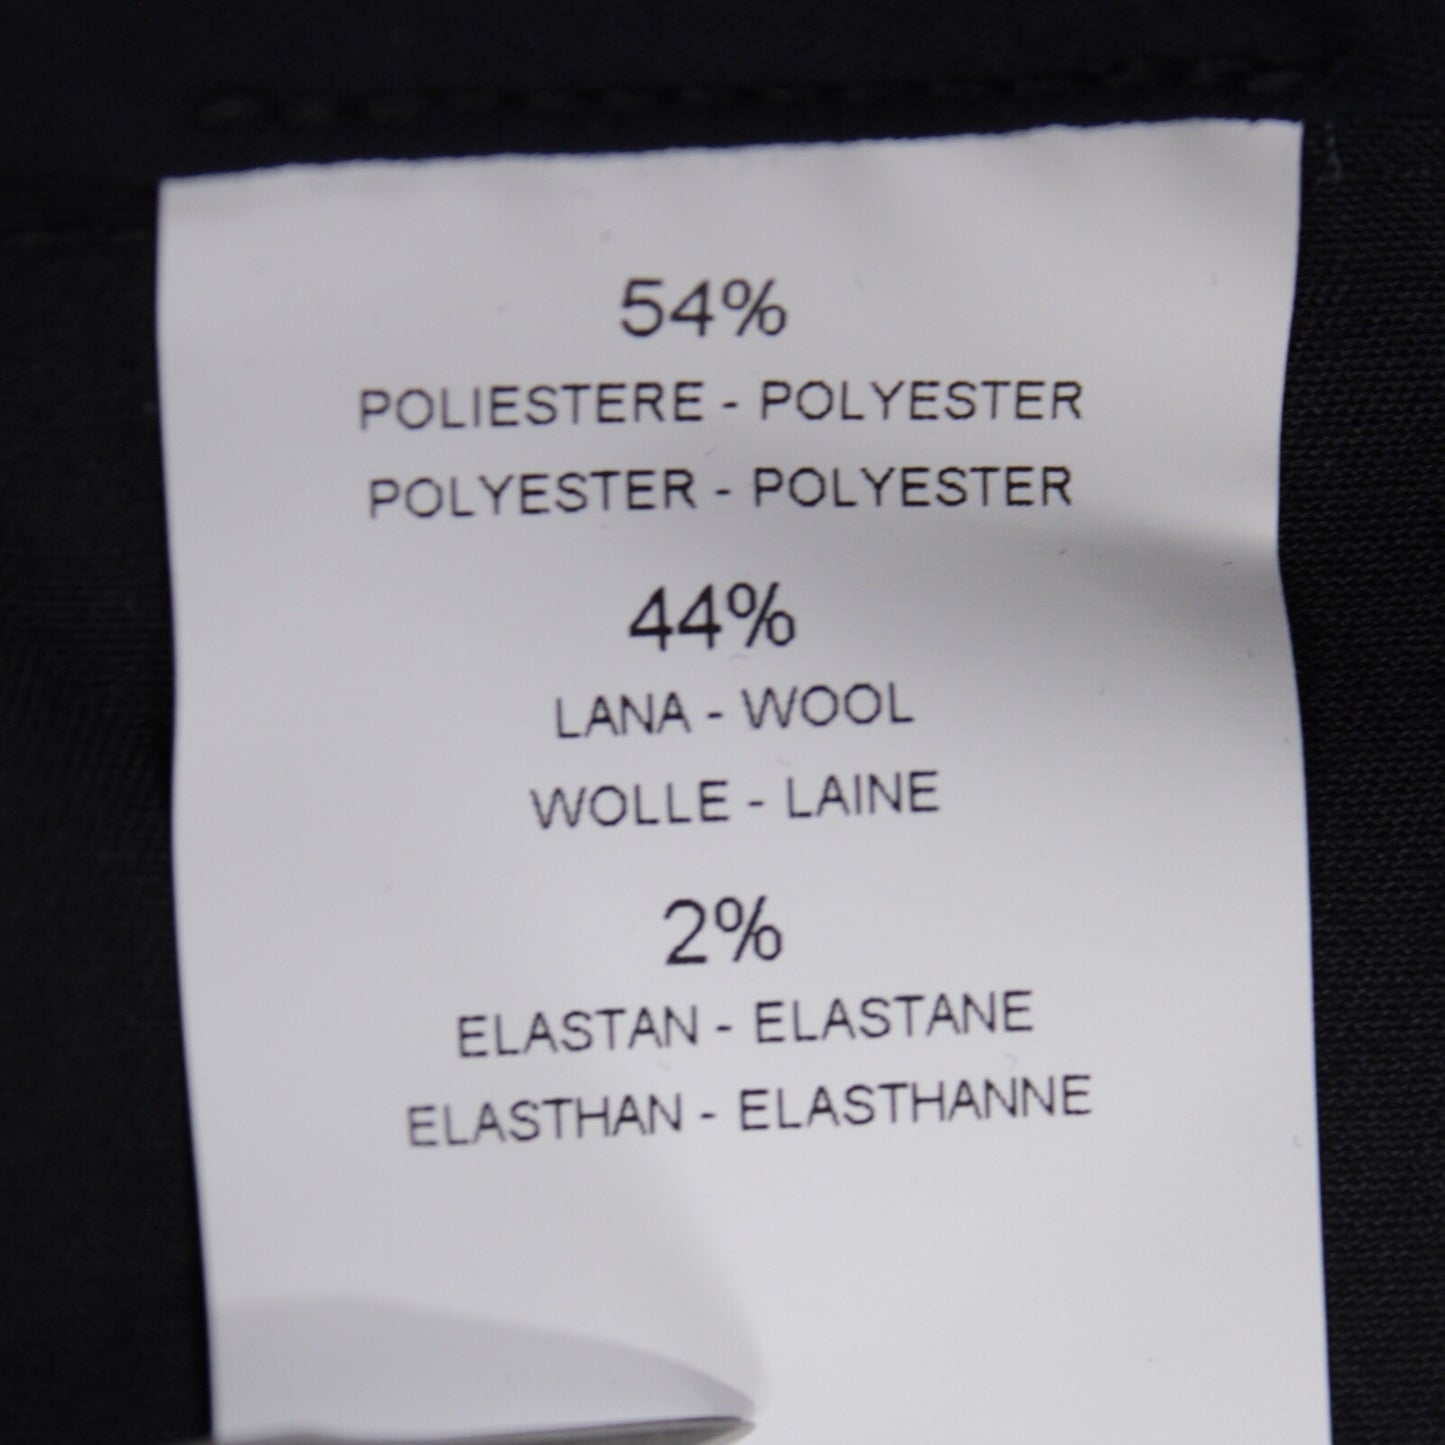 54%
POLIESTERE - POLYESTER
POLYESTER - POLYESTER
44%
LANA - WOOL
WOLLE - LAINE
2%
ELASTAN - ELASTANE
ELASTHAN - ELASTHANNE